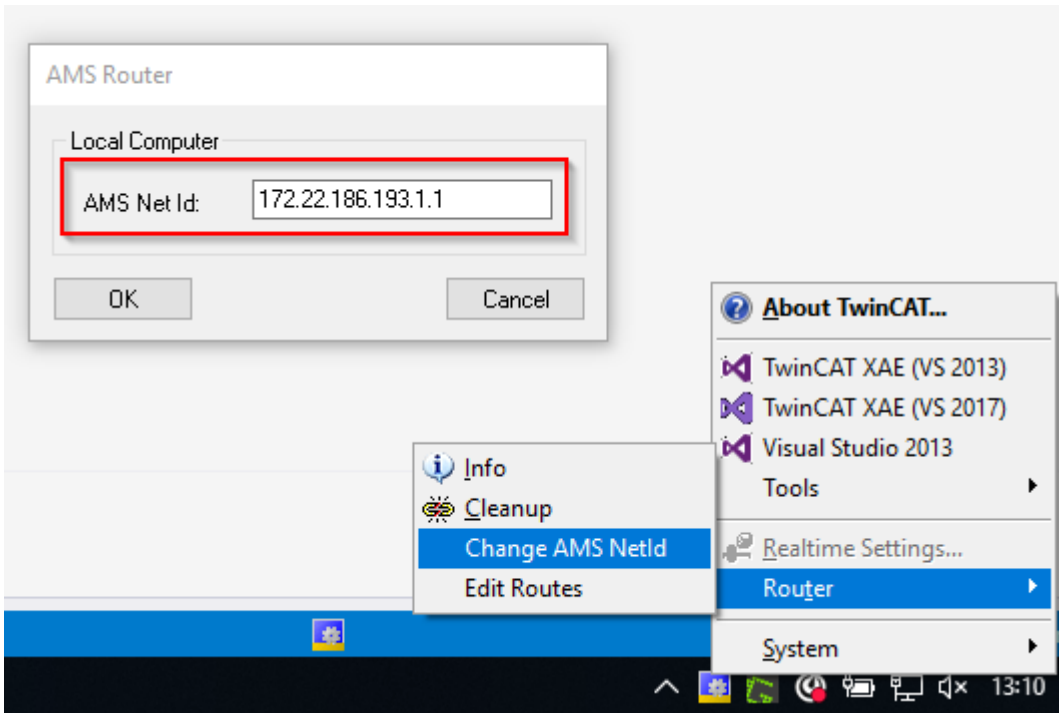 AMS Router
Local Computer
AMS Net Id:
172.22.186.193.1.1
OK
Cancel
About TwinCAT...
TwinCAT XAE (VS 2013)
TwinCAT XAE (VS 2017)
Visual Studio 2013
Tools
Realtime Settings...
Router
System
Info
Cleanup
Change AMS NetId
Edit Routes
13:10